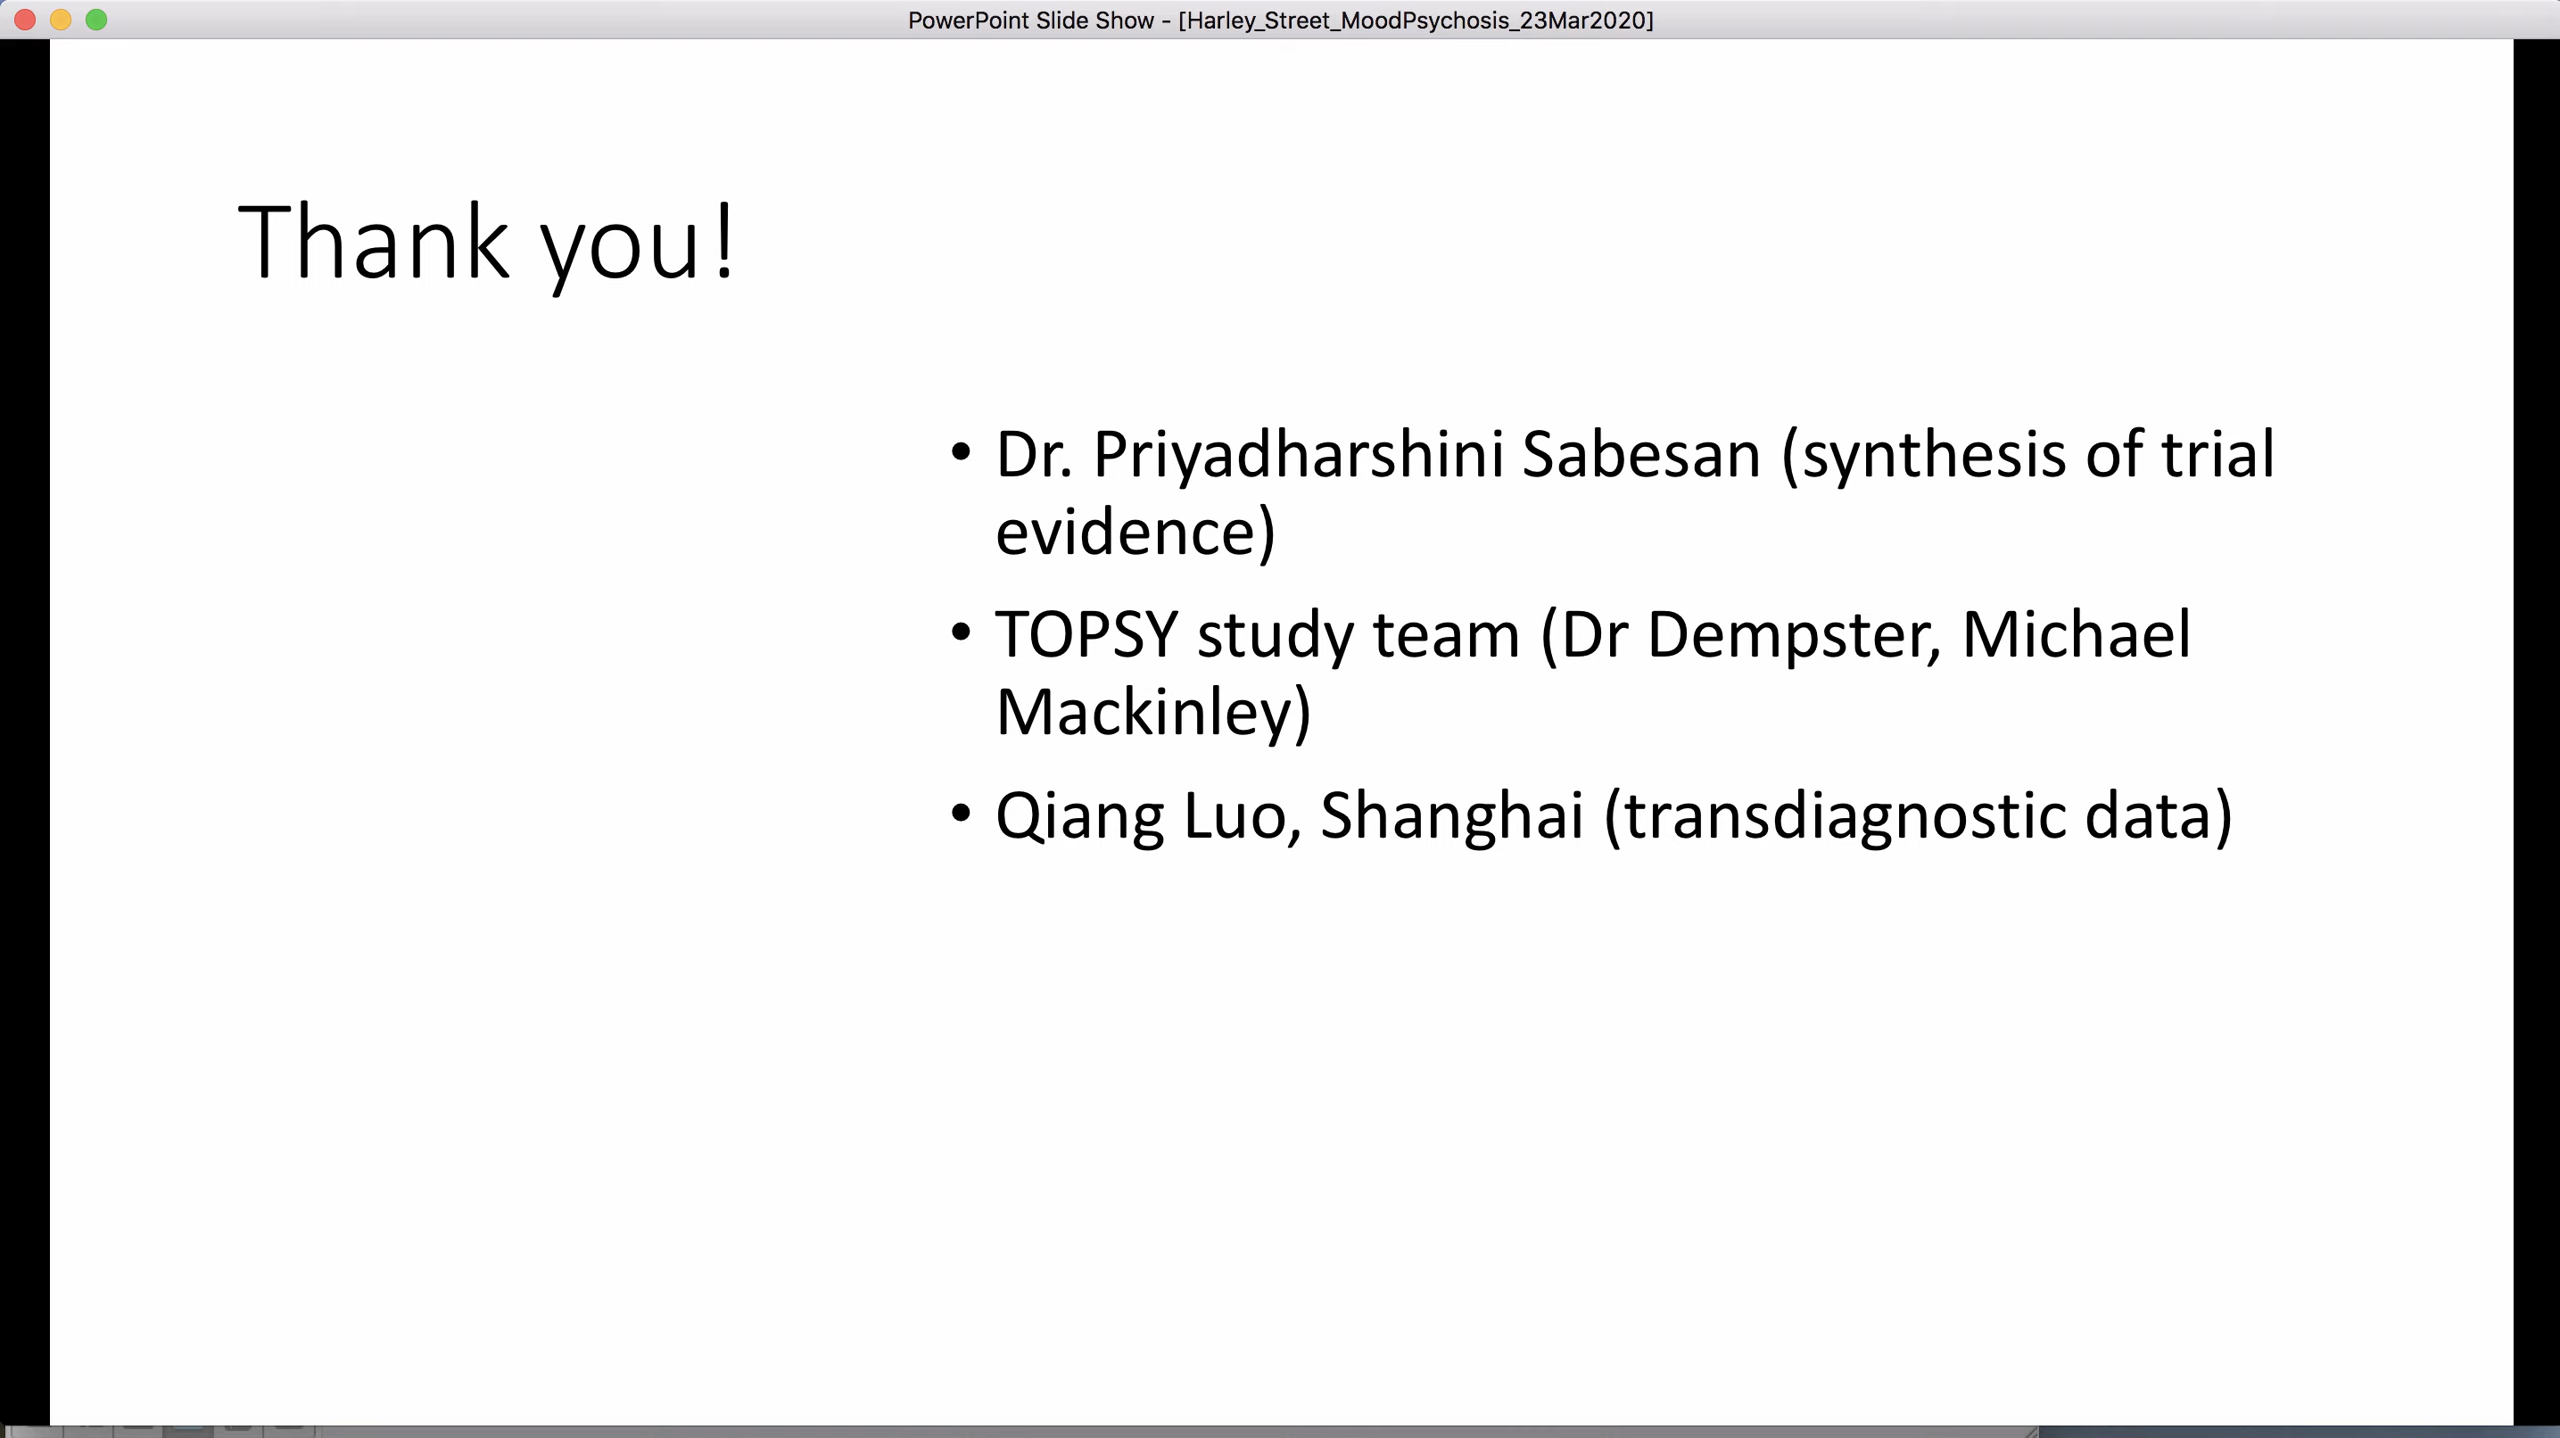 PowerPoint Slide Show - [Harley_Street_MoodPsychosis_23Mar2020]
Thank you!
• Dr. Priyadharshini Sabesan (synthesis of trial
evidence)
• TOPSY study team (Dr Dempster, Michael
Mackinley)
• Qiang Luo, Shanghai (transdiagnostic data)